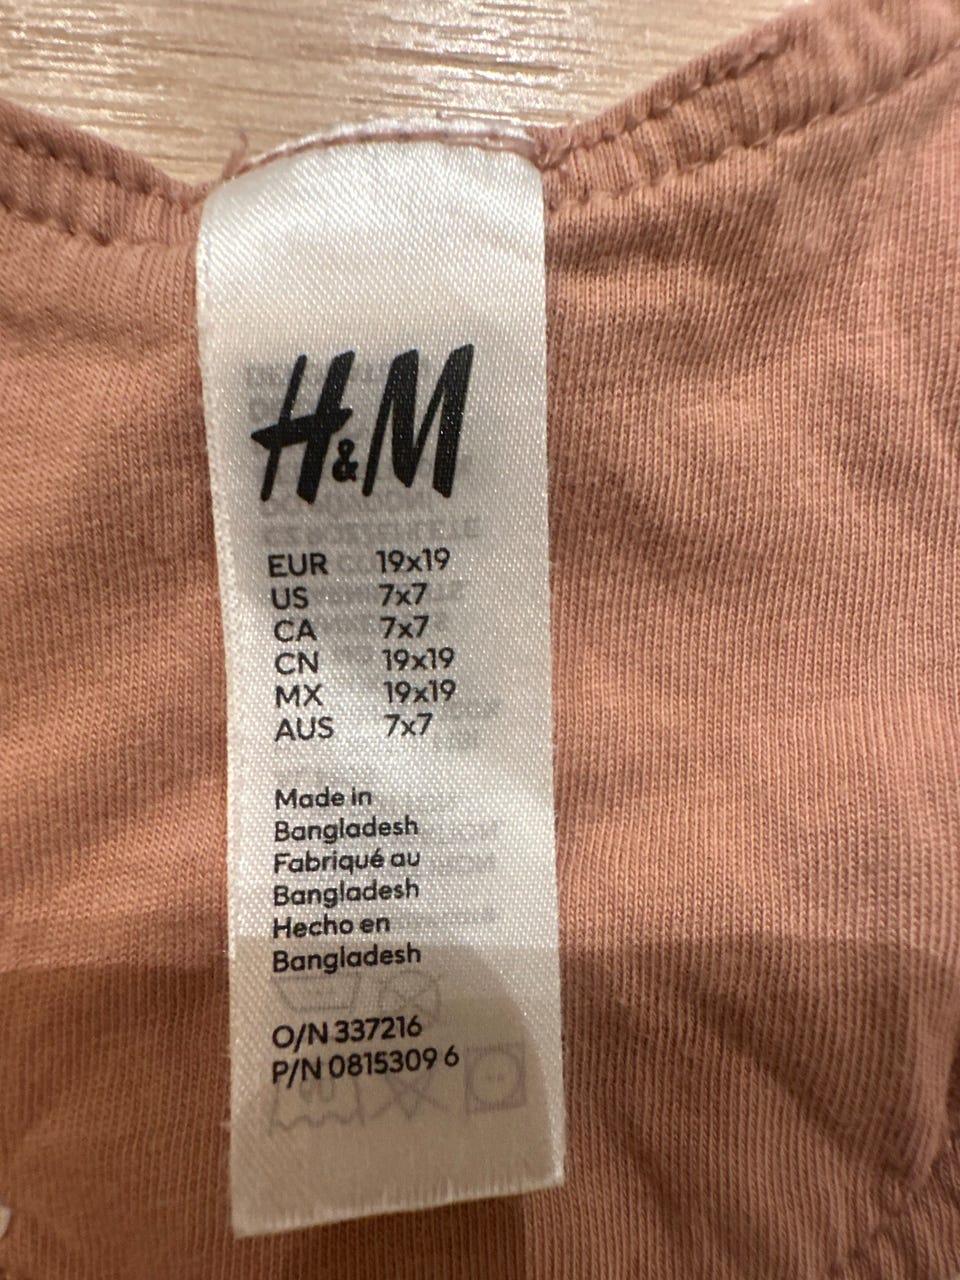 H&M
EUR 19x19
US 7x7
CA 7x7
CN 19x19
MX 19x19
AUS 7x7
Made in
Bangladesh
Fabriqué au
Bangladesh
Hecho en
Bangladesh
O/N 337216
P/N 0815309 6